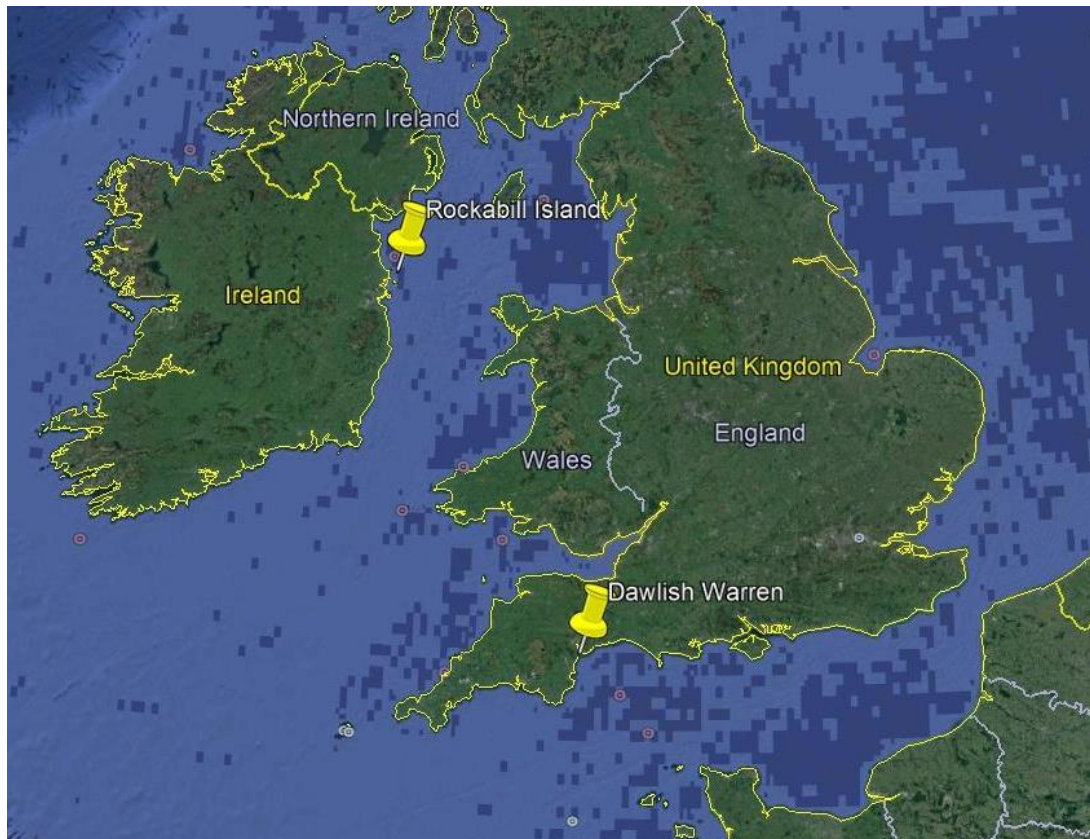 Northern Ireland
Rockabill Island
Ireland
United Kingdom
England
Wales
Dawlish Warren